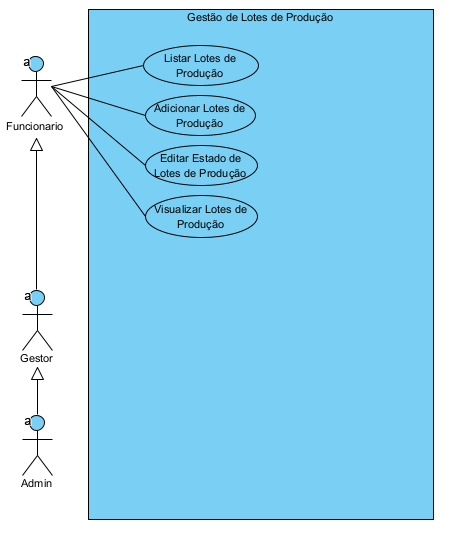 Gestão de Lotes de Produção
a
Funcionario
Listar Lotes de
Produção
Adicionar Lotes de
Produção
Editar Estado de
Lotes de Produção
Visualizar Lotes de
Produção
a
Gestor
a
Admin